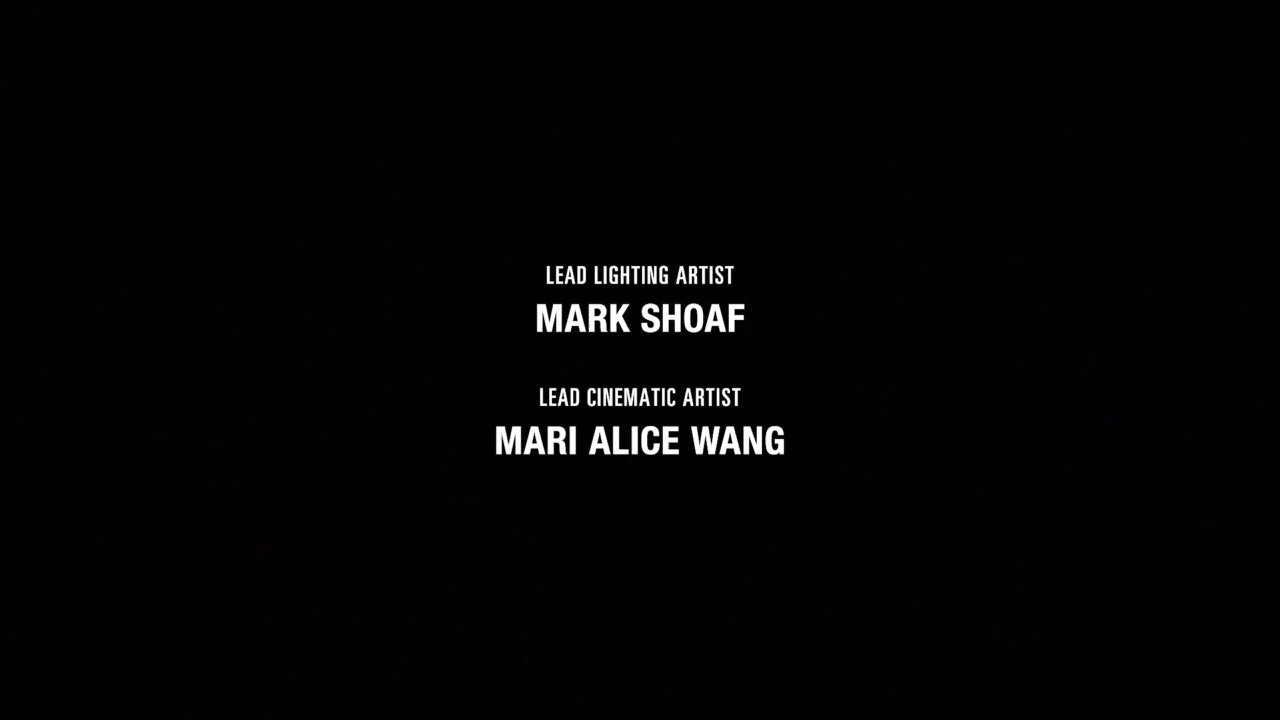 LEAD LIGHTING ARTIST
MARK SHOAF
LEAD CINEMATIC ARTIST
MARI ALICE WANG